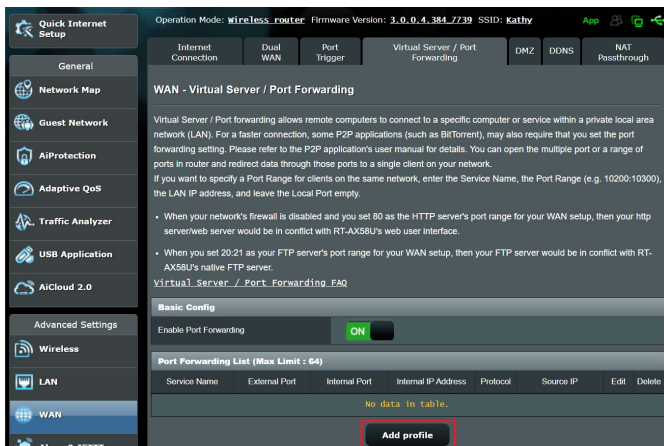 Quick Internet
Setup
General
Network Map
Guest Network
AiProtection
Adaptive QoS
Traffic Analyzer
USB Application
AiCloud 2.0
Advanced Settings
Wireless
LAN
WAN
Operation Mode: Wireless router Firmware Version: 3.0.0.4.384_7739 SSID: Kathy
App
Internet
Connection
Dual
WAN
Port
Trigger
Virtual Server / Port
Forwarding
DMZ
DDNS
NAT
Passthrough
WAN - Virtual Server / Port Forwarding
Virtual Server / Port forwarding allows remote computers to connect to a specific computer or service within a private local area
network (LAN). For a faster connection, some P2P applications (such as BitTorrent), may also require that you set the port
forwarding setting. Please refer to the P2P application's user manual for details. You can open the multiple port or a range of
ports in router and redirect data through those ports to a single client on your network.
If you want to specify a Port Range for clients on the same network, enter the Service Name, the Port Range (e.g. 10200:10300),
the LAN IP address, and leave the Local Port empty.
• When your network's firewall is disabled and you set 80 as the HTTP server's port range for your WAN setup, then your http
server/web server would be in conflict with RT-AX58U's web user interface.
• When you set 20:21 as your FTP server's port range for your WAN setup, then your FTP server would be in conflict with RT-
AX58U's native FTP server.
Virtual Server / Port Forwarding FAQ
Basic Config
Enable Port Forwarding
ON
Port Forwarding List (Max Limit : 64)
Service Name External Port Internal Port Internal IP Address Protocol Source IP Edit Delete
No data in table.
Add profile